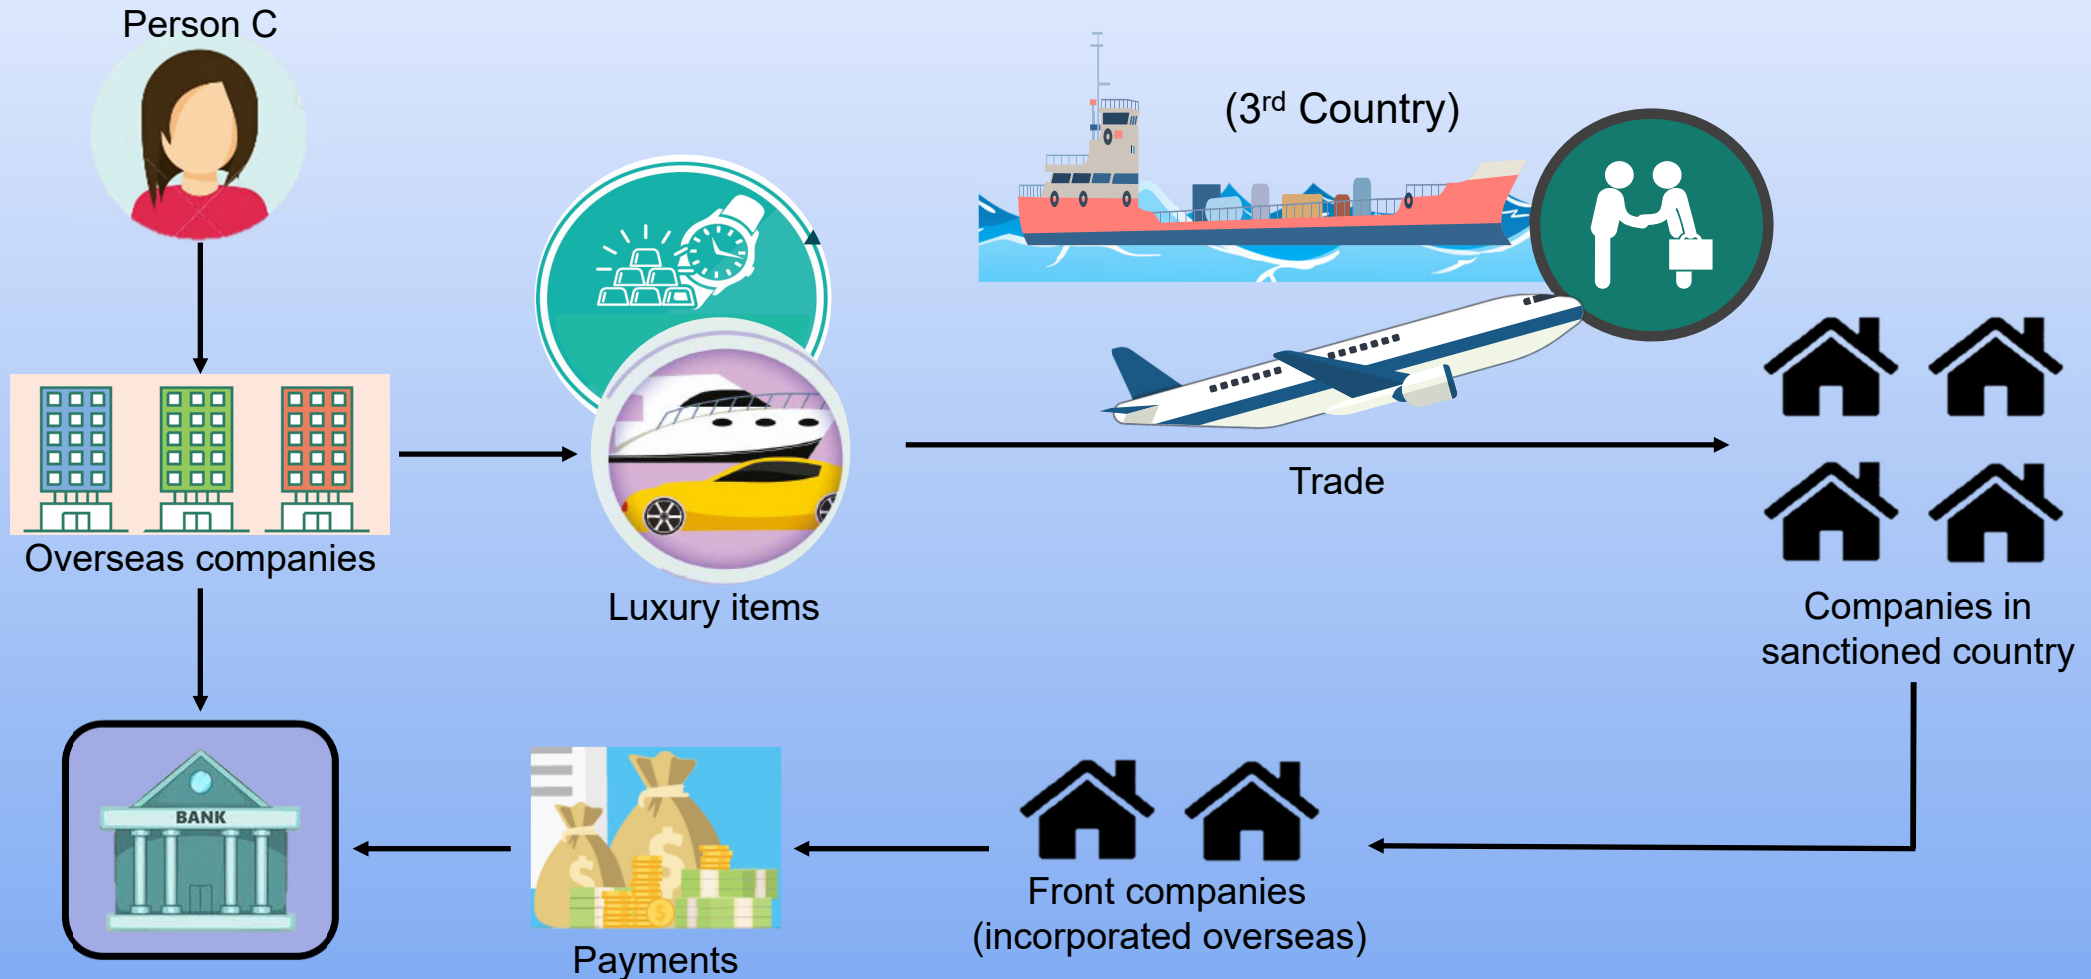 Person C
(3rd Country)
Trade
Overseas companies
Luxury items
Companies in
sanctioned country
BANK
$
$
$
Front companies
(incorporated overseas)
Payments